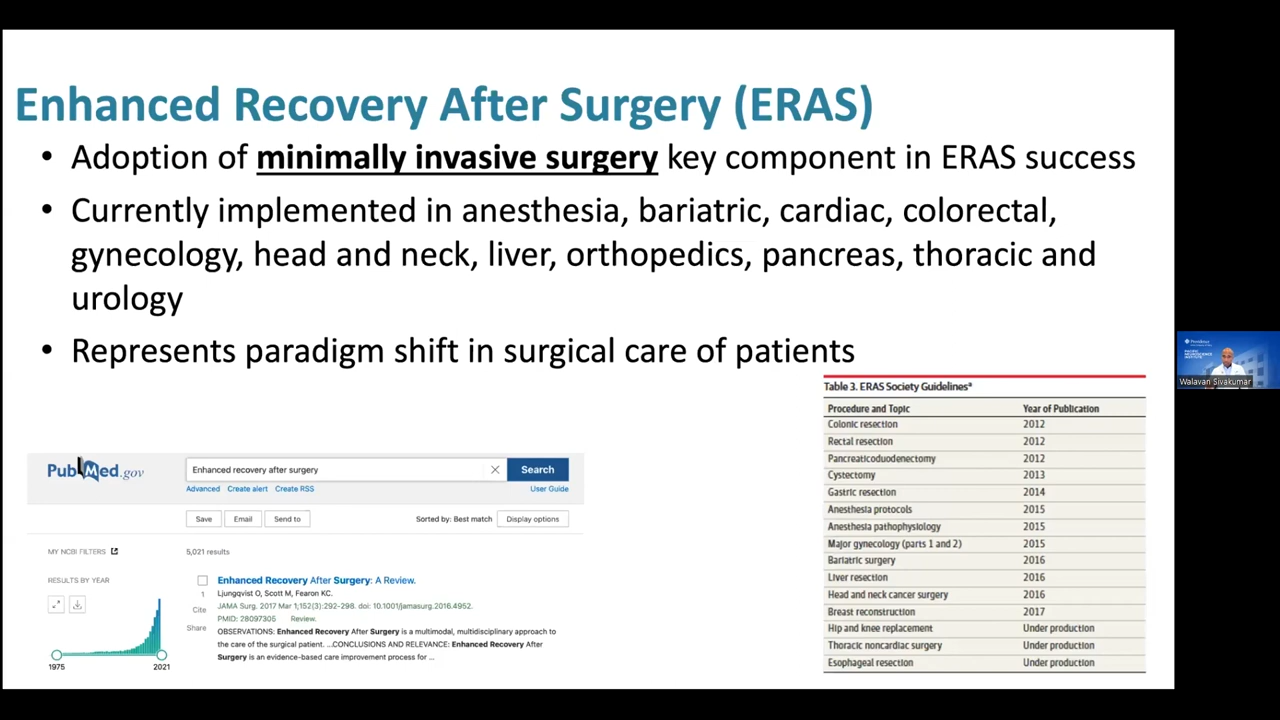 Enhanced Recovery After Surgery (ERAS)
• Adoption of minimally invasive surgery key component in ERAS success
• Currently implemented in anesthesia, bariatric, cardiac, colorectal,
gynecology, head and neck, liver, orthopedics, pancreas, thoracic and
urology
• Represents paradigm shift in surgical care of patients
PubMed.gov
Enhanced recovery after surgery
Search
Advanced Create alert Create RSS
User Guide
Save Email Send to
Sorted by: Best match Display options
MY NCBI FILTERS
5,021 results
RESULTS BY YEAR
1975 2021
1
Cite
Share
Enhanced Recovery After Surgery: A Review.
Ljungqvist O, Scott M, Fearon KC.
JAMA Surg. 2017 Mar 1;152(3):292-298. doi: 10.1001/jamasurg.2016.4952.
PMID: 28097305 Review.
OBSERVATIONS: Enhanced Recovery After Surgery is a multimodal, multidisciplinary approach to
the care of the surgical patient. ...CONCLUSIONS AND RELEVANCE: Enhanced Recovery After
Surgery is an evidence-based care improvement process for ...
Table 3. ERAS Society Guidelinesª
Procedure and Topic Year of Publication
Colonic resection 2012
Rectal resection 2012
Pancreaticoduodenectomy 2012
Cystectomy 2013
Gastric resection 2014
Anesthesia protocols 2015
Anesthesia pathophysiology 2015
Major gynecology (parts 1 and 2) 2015
Bariatric surgery 2016
Liver resection 2016
Head and neck cancer surgery 2016
Breast reconstruction 2017
Hip and knee replacement Under production
Thoracic noncardiac surgery Under production
Esophageal resection Under production
Providence
PACIFIC
NEUROSCIENCE
INSTITUTE
Walavan Sivakumar